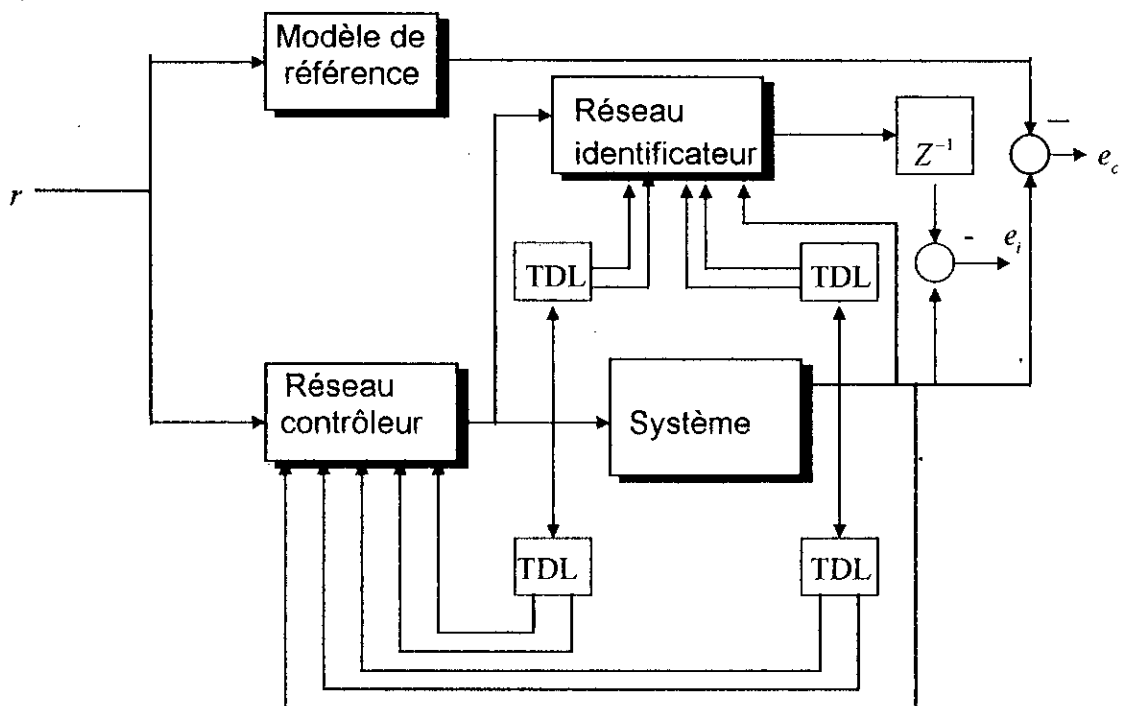 Modèle de
référence
Réseau
identificateur
Z⁻¹
—
e_c
r
TDL
TDL
-
e_i
Réseau
contrôleur
Système
TDL
TDL